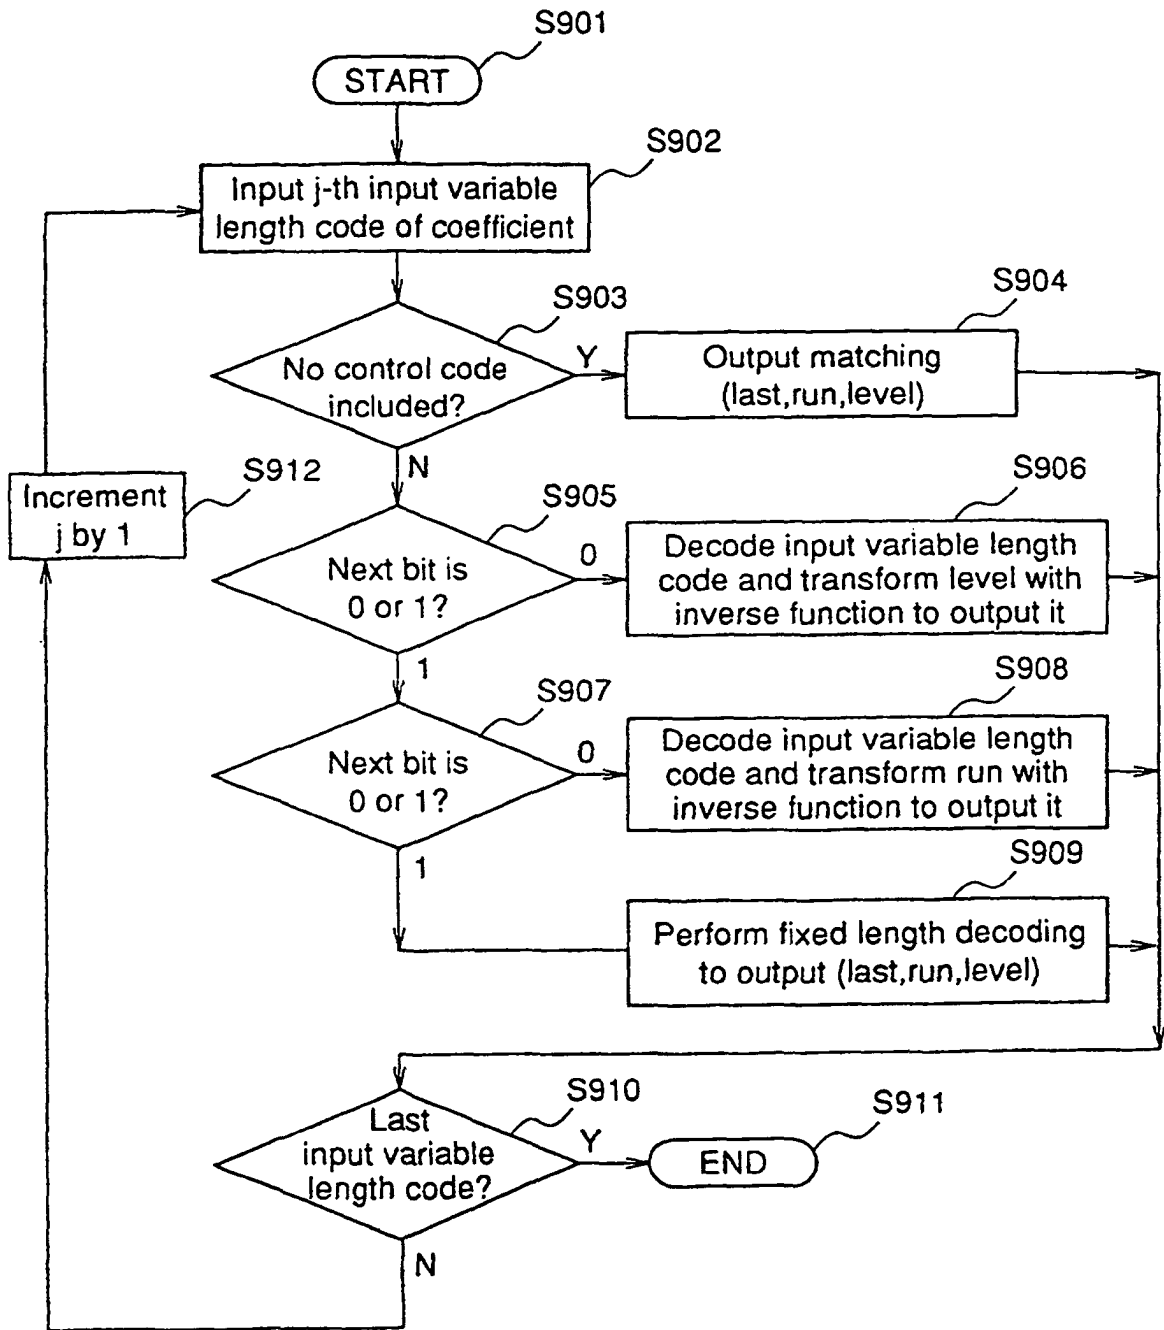 S901
START
S902
Input j-th input variable
length code of coefficient
S903
No control code
included?
Y
S904
Output matching
(last,run,level)
N
S912
Increment
j by 1
S905
Next bit is
0 or 1?
0
S906
Decode input variable length
code and transform level with
inverse function to output it
1
S907
Next bit is
0 or 1?
0
S908
Decode input variable length
code and transform run with
inverse function to output it
1
S909
Perform fixed length decoding
to output (last,run,level)
S910
Last
input variable
length code?
Y
S911
END
N